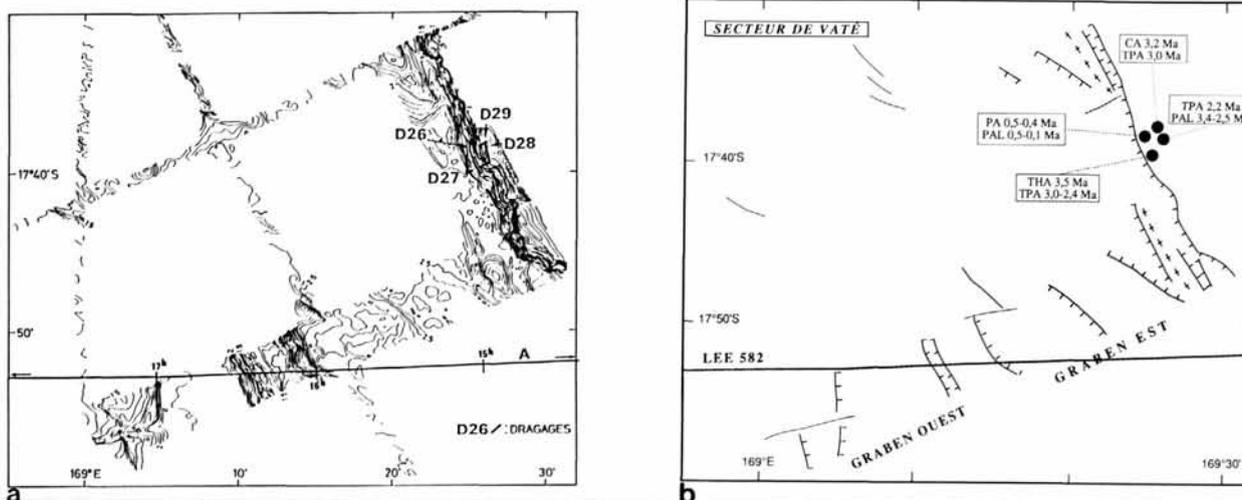 D29
D26
D28
17°40'S
D27
50'
17h
15h
A
16h
D26 / : DRAGAGES
169°E
10'
20'
30'
a
SECTEUR DE VATÉ
CA 3,2 Ma
TPA 3,0 Ma
TPA 2,2 Ma
PAL 3,4-2,5 M
PA 0,5-0,4 Ma
PAL 0,5-0,1 Ma
17°40'S
THA 3,5 Ma
TPA 3,0-2,4 Ma
17°50'S
LEE 582
GRABEN EST
GRABEN OUEST
169°E
169°30'
b